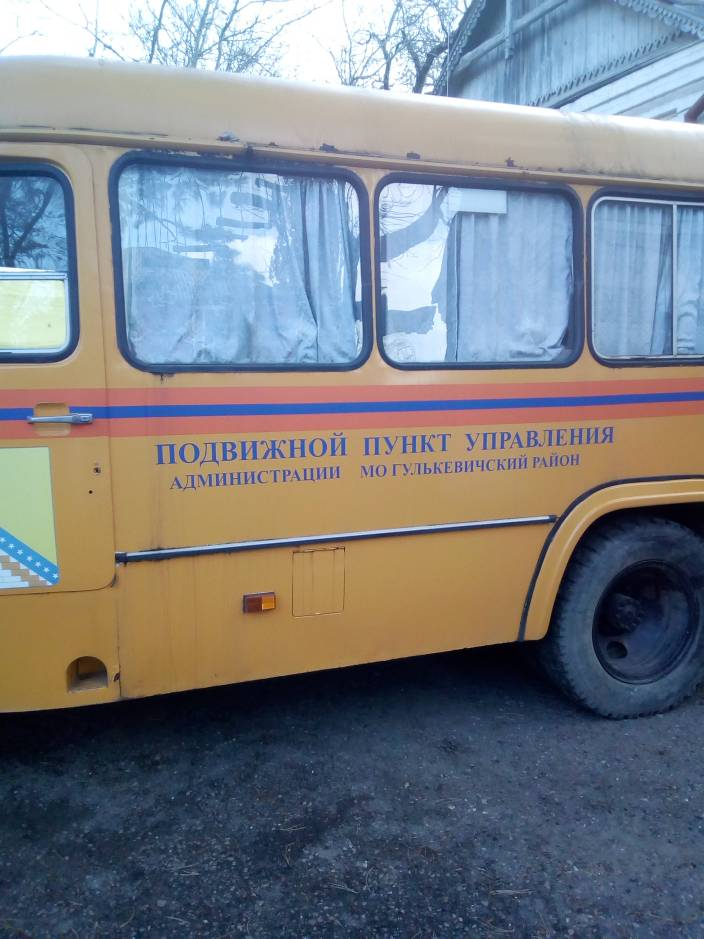 ПОДВИЖНОЙ ПУНКТ УПРАВЛЕНИЯ
АДМИНИСТРАЦИИ МО ГУЛЬКЕВИЧСКИЙ РАЙОН